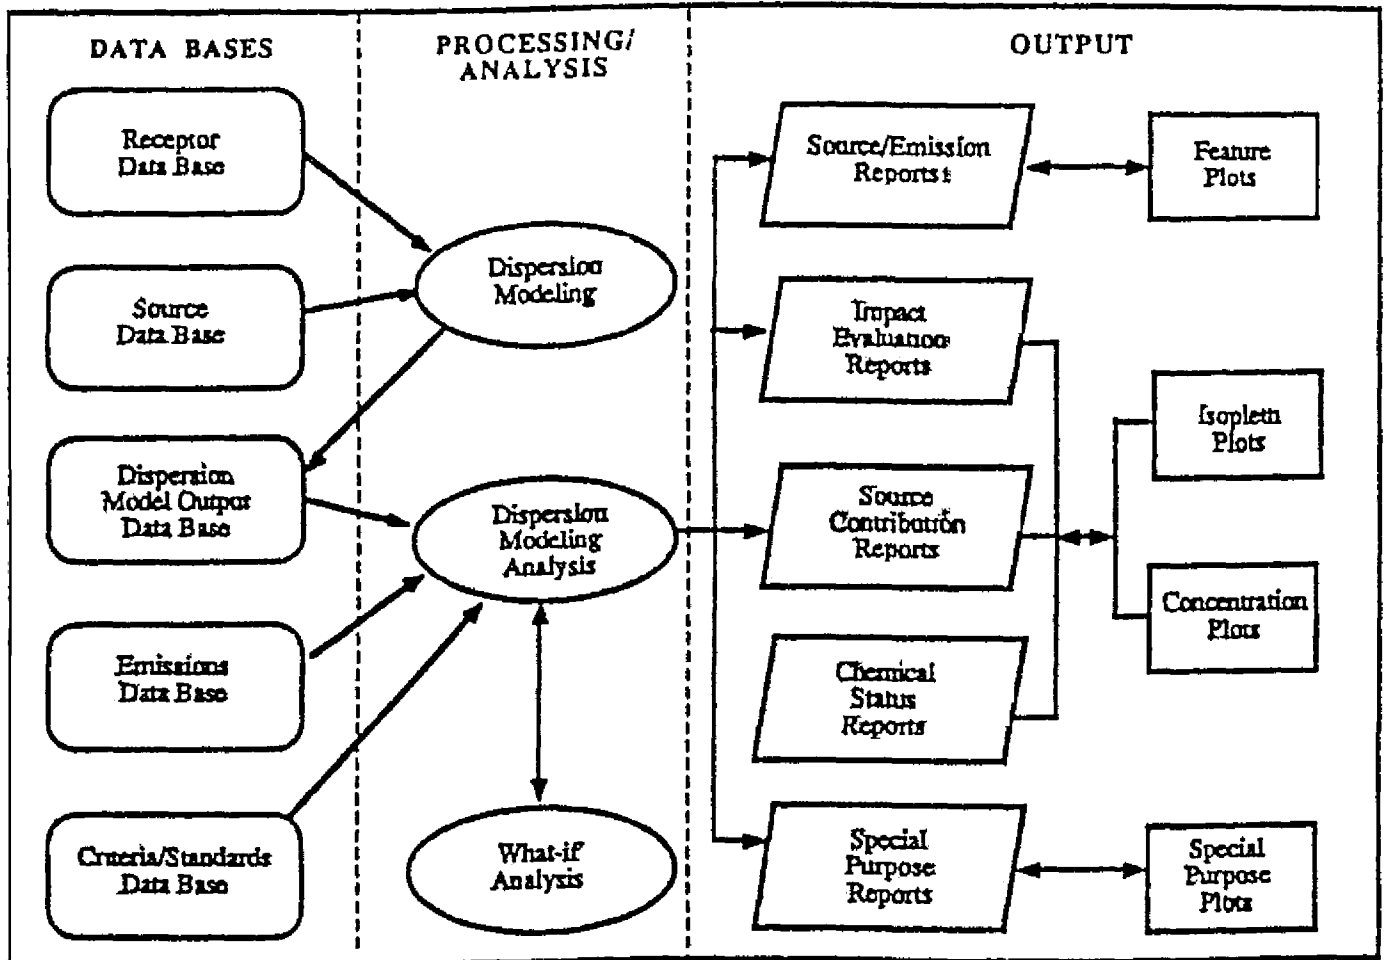 DATA BASES
PROCESSING/
ANALYSIS
OUTPUT
Receptor
Data Base
Source
Data Base
Dispersion
Model Output
Data Base
Emissions
Data Base
Criteria/Standards
Data Base
Dispersion
Modeling
Dispersion
Modeling
Analysis
What-if
Analysis
Source/Emission
Reports
Impact
Evaluation
Reports
Source
Contribution
Reports
Chemical
Status
Reports
Special
Purpose
Reports
Feature
Plots
Isopleth
Plots
Concentration
Plots
Special
Purpose
Plots